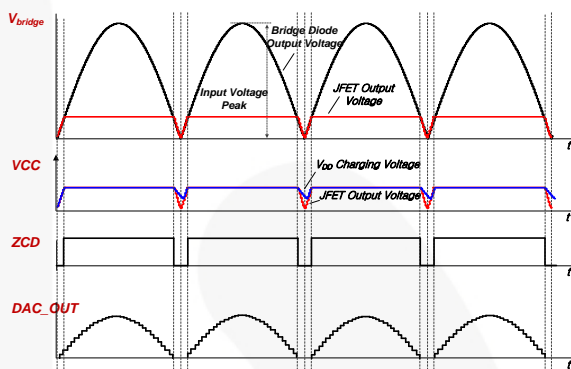 Vbridge
Bridge Diode
Output Voltage
Input Voltage
Peak
JFET Output
Voltage
t
VCC
VDD Charging Voltage
JFET Output Voltage
t
ZCD
t
DAC_OUT
t